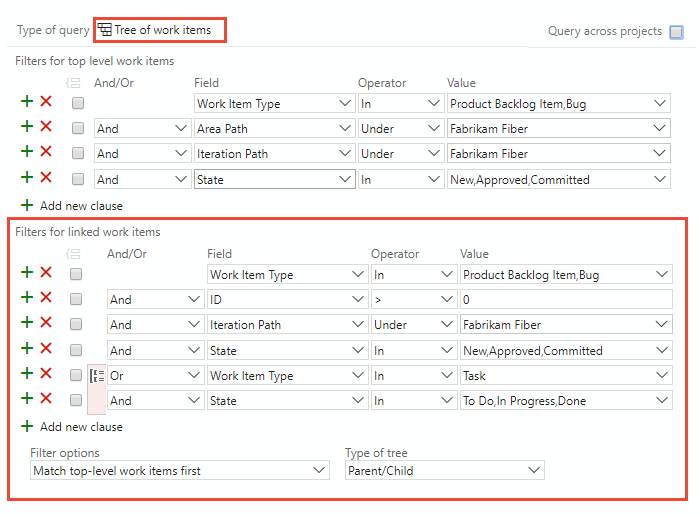 Type of query Tree of work items Query across projects
Filters for top level work items
And/Or Field Operator Value
Work Item Type In Product Backlog Item,Bug
And Area Path Under Fabrikam Fiber
And Iteration Path Under Fabrikam Fiber
And State In New,Approved,Committed
Add new clause
Filters for linked work items
And/Or Field Operator Value
Work Item Type In Product Backlog Item,Bug
And ID > 0
And Iteration Path Under Fabrikam Fiber
And State In New,Approved,Committed
Or Work Item Type In Task
And State In To Do,In Progress,Done
Add new clause
Filter options Type of tree
Match top-level work items first Parent/Child